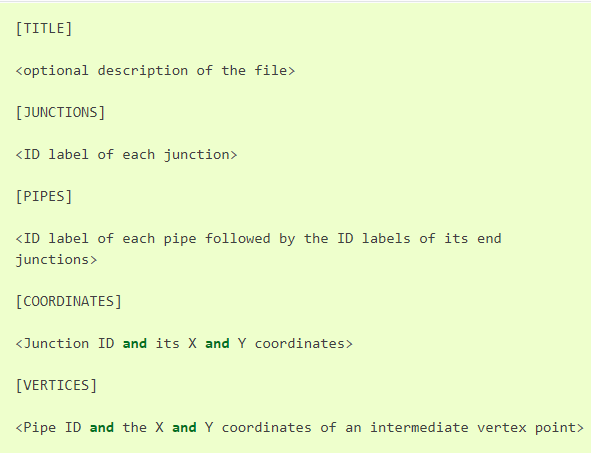 [TITLE]
<optional description of the file>
[JUNCTIONS]
<ID label of each junction>
[PIPES]
<ID label of each pipe followed by the ID labels of its end
junctions>
[COORDINATES]
<Junction ID and its X and Y coordinates>
[VERTICES]
<Pipe ID and the X and Y coordinates of an intermediate vertex point>